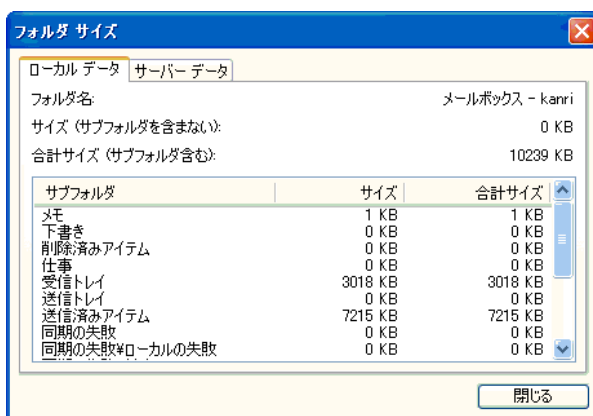 フォルダ サイズ
ローカル データ サーバー データ
フォルダ名: メールボックス - kanri
サイズ (サブフォルダを含まない): 0 KB
合計サイズ (サブフォルダ含む): 10239 KB
サブフォルダ サイズ 合計サイズ
メモ 1 KB 1 KB
下書き 0 KB 0 KB
削除済みアイテム 0 KB 0 KB
仕事 0 KB 0 KB
受信トレイ 3018 KB 3018 KB
送信トレイ 0 KB 0 KB
送信済みアイテム 7215 KB 7215 KB
同期の失敗 0 KB 0 KB
同期の失敗¥ローカルの失敗 0 KB 0 KB
閉じる